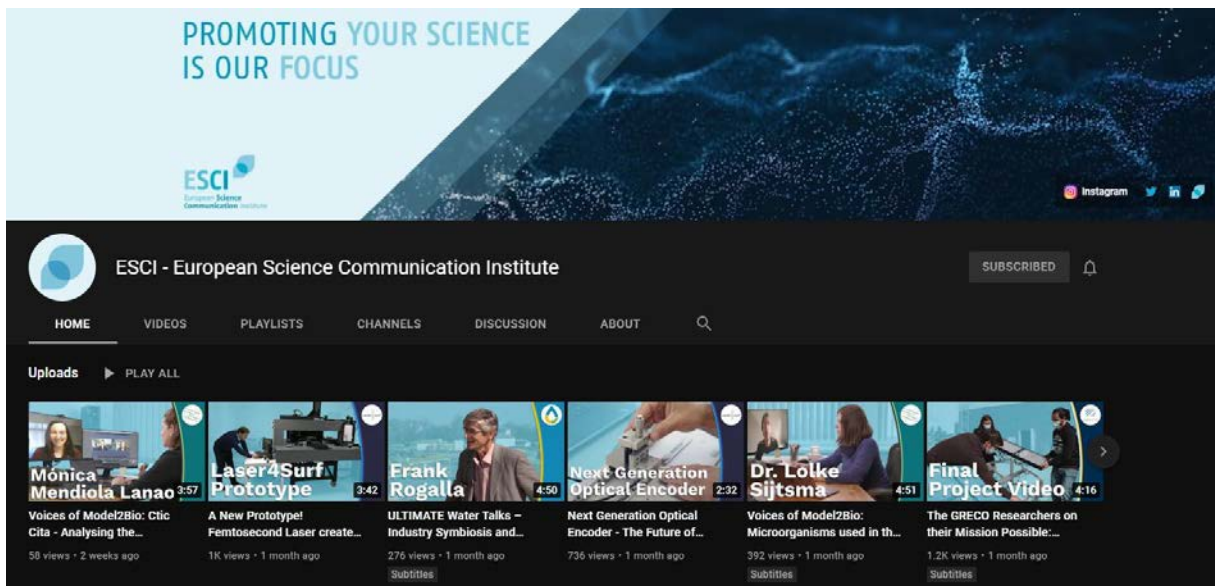 PROMOTING YOUR SCIENCE
IS OUR FOCUS
ESCI
European Science
Communication Institute
Instagram
ESCI - European Science Communication Institute
SUBSCRIBED
HOME VIDEOS PLAYLISTS CHANNELS DISCUSSION ABOUT
Uploads PLAY ALL
Mónica
Mendiola Lanao 3:57
Laser4Surf
Prototype 3:42
Frank
Rogalla 4:50
Next Generation
Optical Encoder 2:32
Dr. Lolke
Sijtsma 4:51
Final
Project Video 4:16
Voices of Model2Bio: Ctic
Cita - Analysing the...
58 views • 2 weeks ago
A New Prototype!
Femtosecond Laser create...
1K views • 1 month ago
ULTIMATE Water Talks –
Industry Symbiosis and...
276 views • 1 month ago
Subtitles
Next Generation Optical
Encoder - The Future of...
736 views • 1 month ago
Voices of Model2Bio:
Microorganisms used in th...
392 views • 1 month ago
Subtitles
The GRECO Researchers on
their Mission Possible:...
1.2K views • 1 month ago
Subtitles